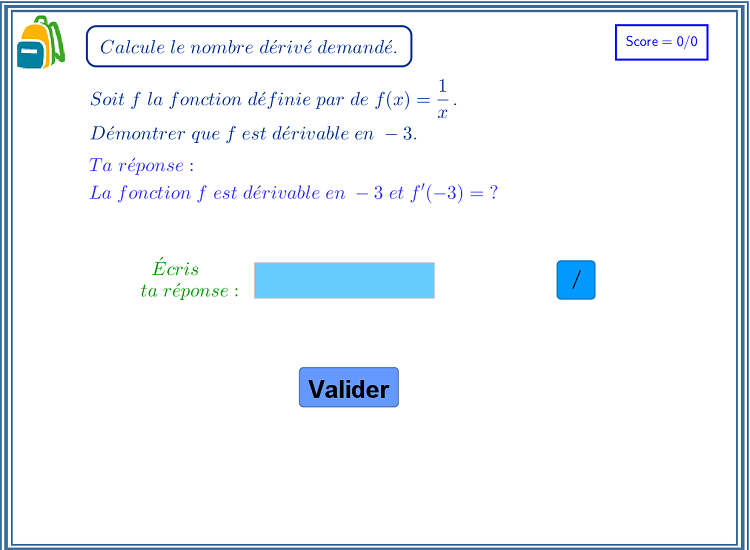 Calcule le nombre dérivé demandé.
Score = 0/0
Soit f la fonction définie par de f(x) = 1/x .
Démontrer que f est dérivable en − 3.
Ta réponse :
La fonction f est dérivable en − 3 et f′(−3) = ?
Écris
ta réponse :
/
Valider